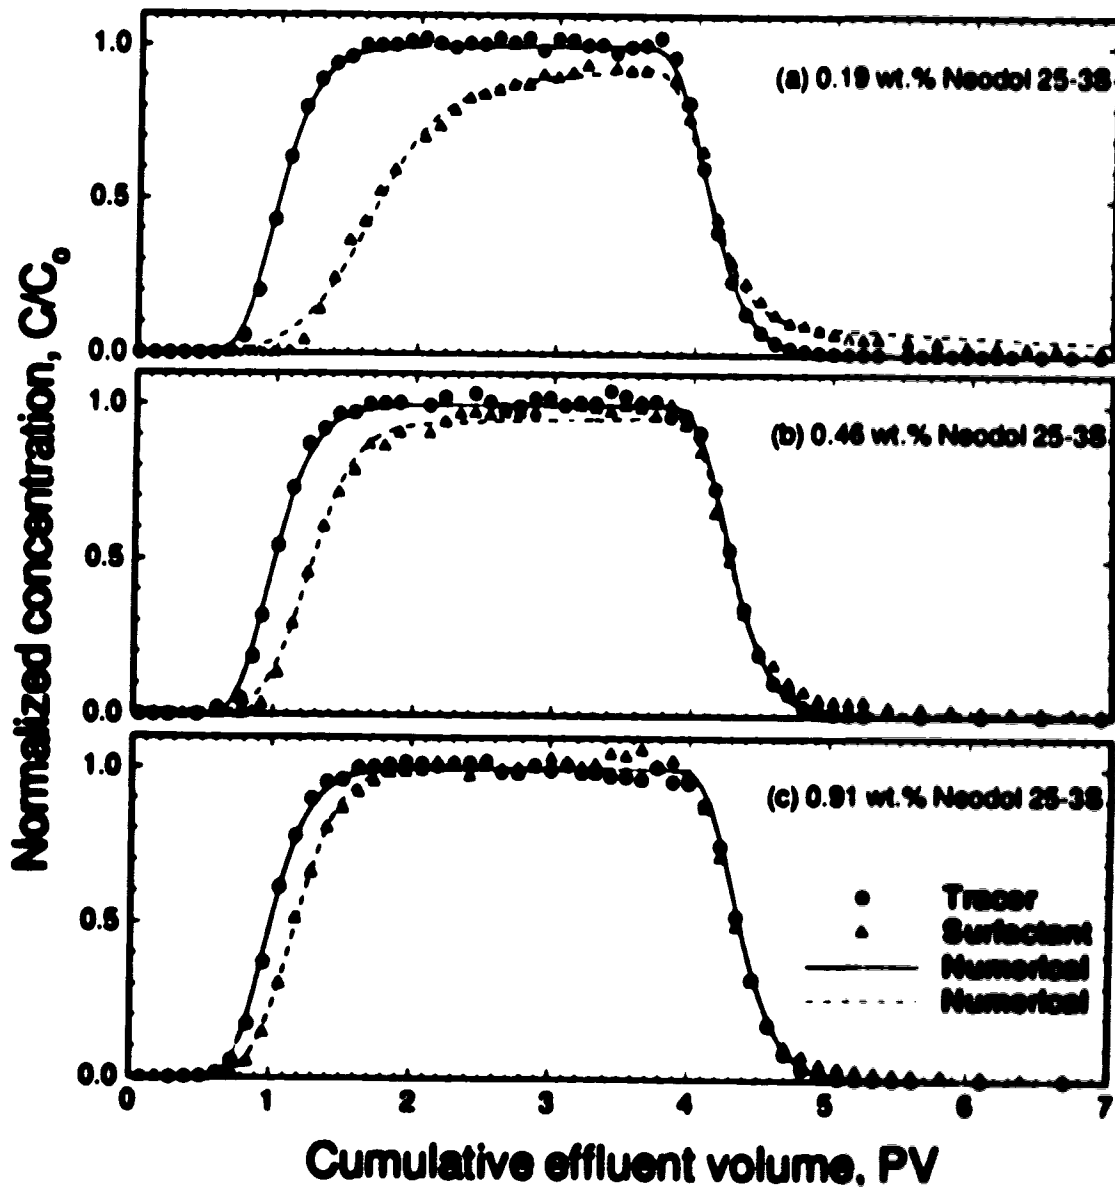 Normalized concentration, C/C₀
1.0
0.5
0.0
(a) 0.19 wt.% Neodol 25-3S
1.0
0.5
0.0
(b) 0.46 wt.% Neodol 25-3S
1.0
0.5
0.0
(c) 0.91 wt.% Neodol 25-3S
Tracer
Surfactant
Numerical
Numerical
0 1 2 3 4 5 6 7
Cumulative effluent volume, PV